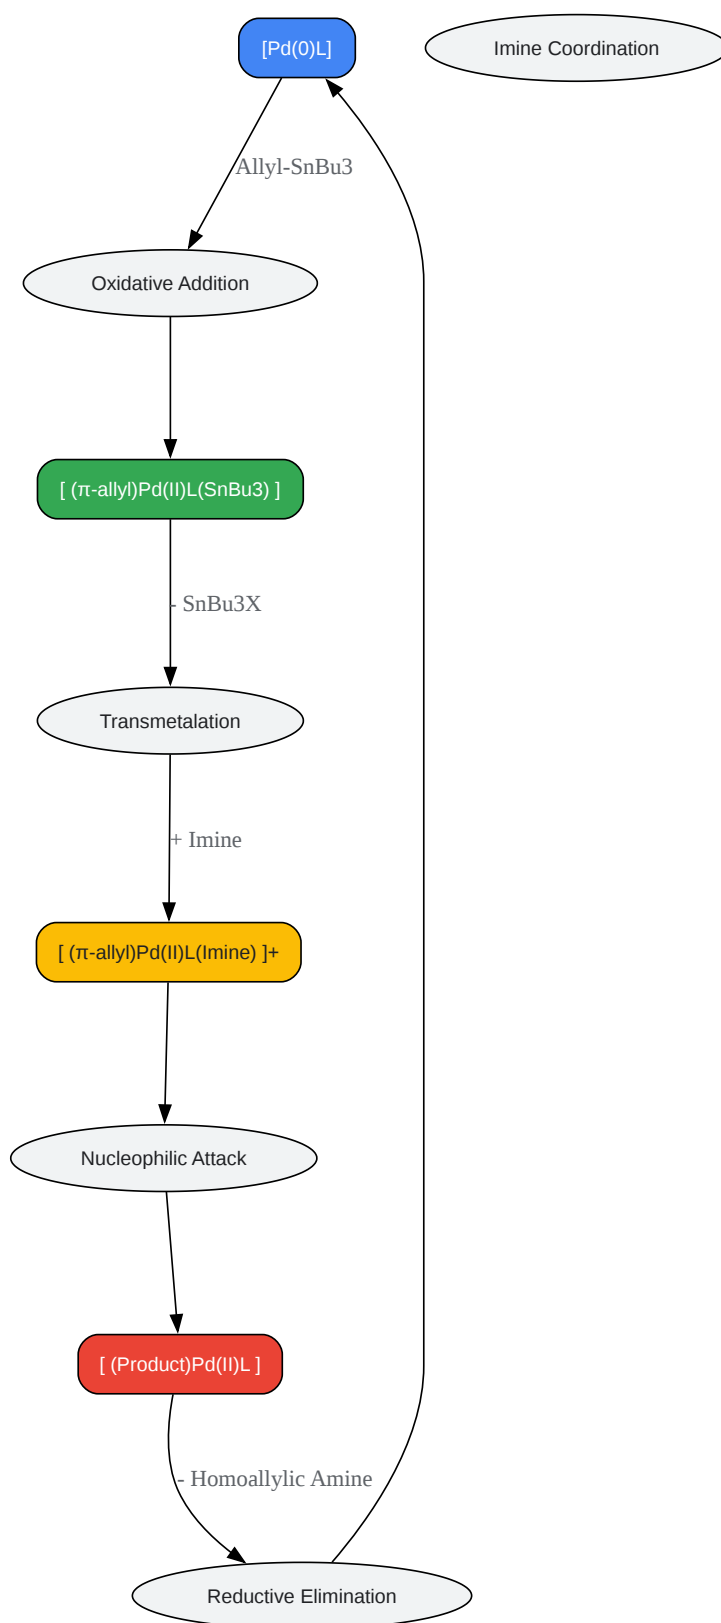 [Pd(0)L]
Imine Coordination
Allyl-SnBu3
Oxidative Addition
[ (π-allyl)Pd(II)L(SnBu3) ]
- SnBu3X
Transmetalation
+ Imine
[ (π-allyl)Pd(II)L(Imine) ]+
Nucleophilic Attack
[ (Product)Pd(II)L ]
- Homoallylic Amine
Reductive Elimination